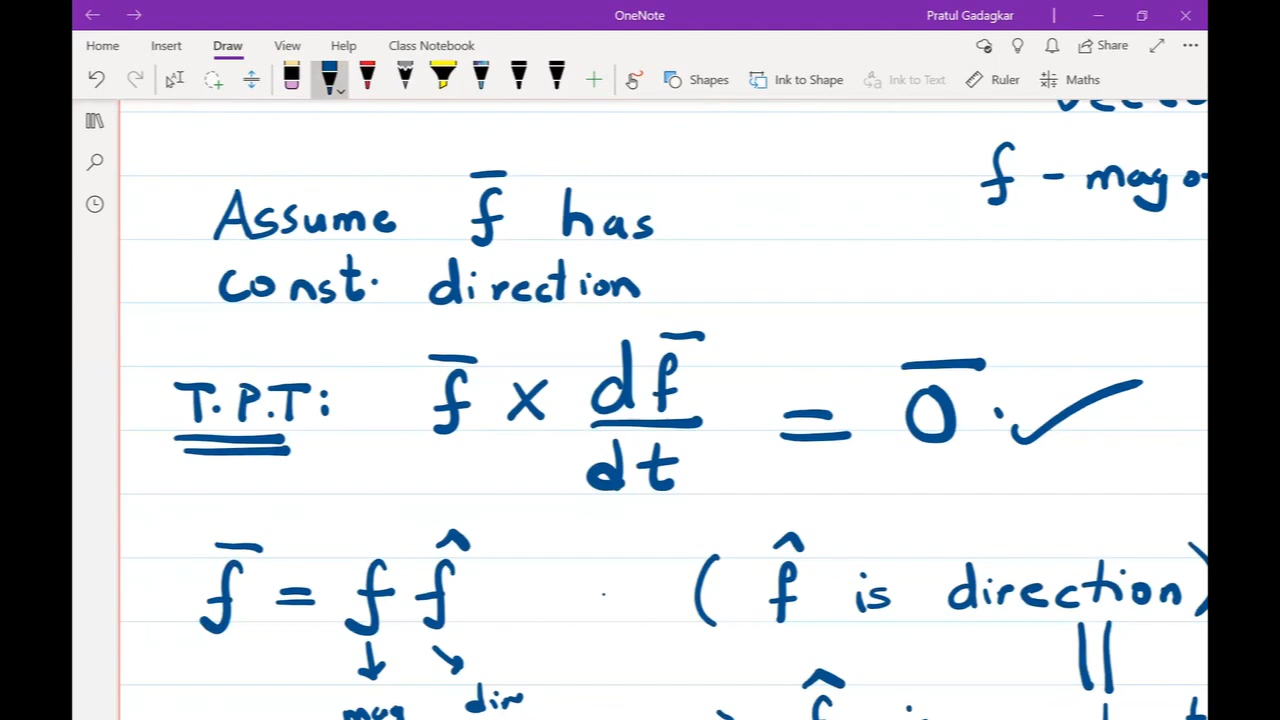 OneNote
Pratul Gadagkar
Home Insert Draw View Help Class Notebook
Share
Shapes Ink to Shape Ink to Text Ruler Maths
f - mag
Assume f̄ has
const. direction
T.P.T: f̄ × df̄/dt = 0̄.
f̄ = f f̂ ( f̂ is direction)
mag dirn
f̂